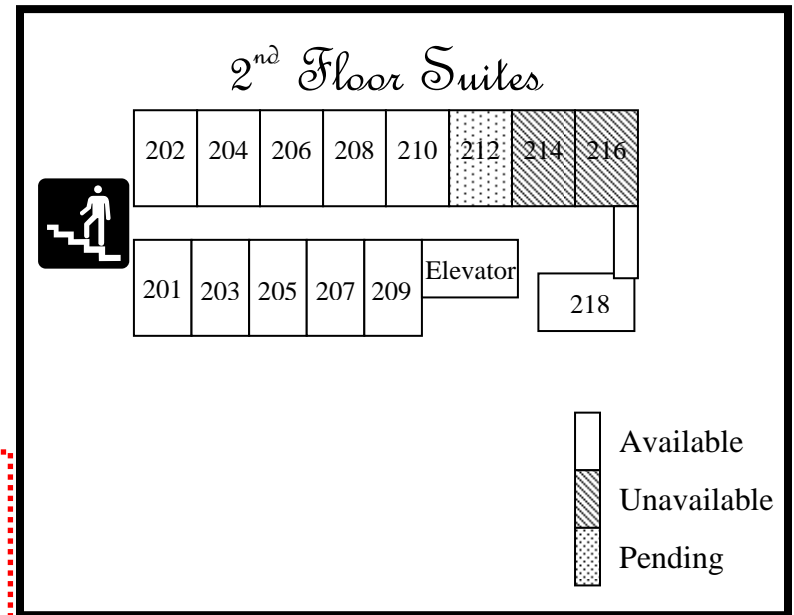 2nd Floor Suites
202 204 206 208 210 212 214 216
201 203 205 207 209 Elevator
218
Available
Unavailable
Pending